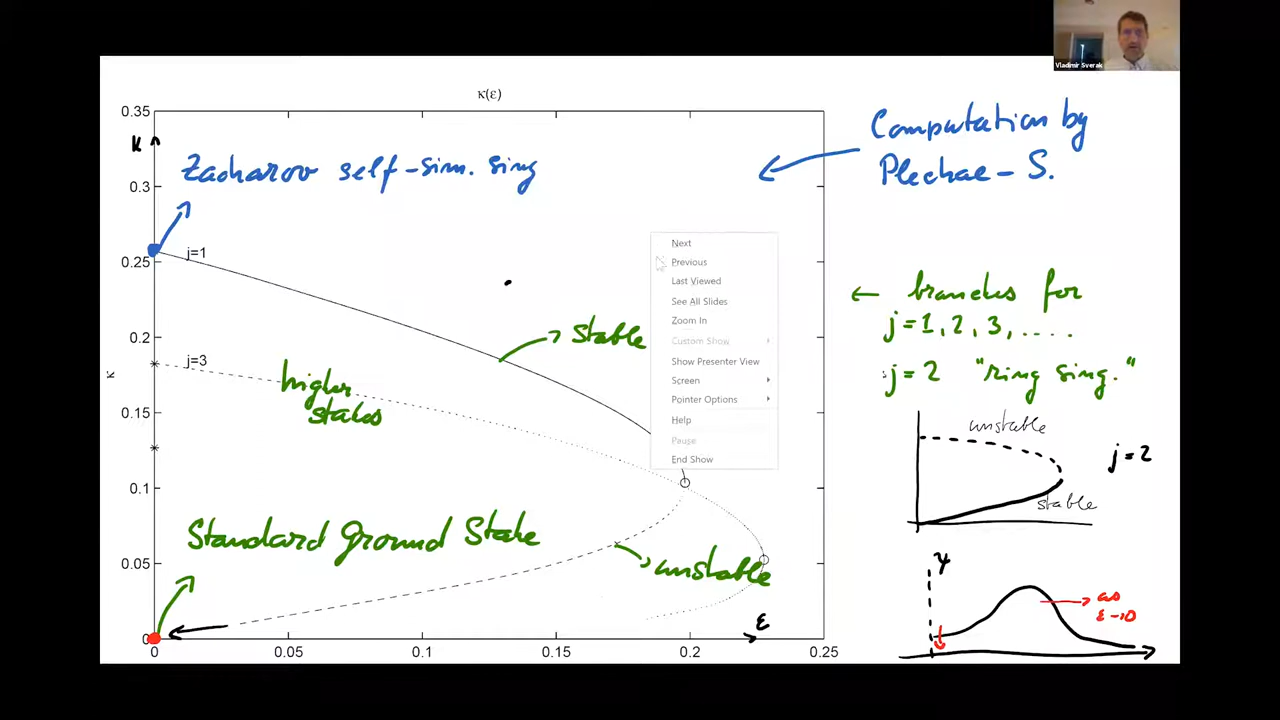 Vladimir Sverak
κ(ε)
0.35
0.3
0.25
0.2
0.15
0.1
0.05
0
κ
K
Zacharov self-sim. sing
j=1
j=3
stable
higher
states
Standard Ground State
unstable
ε
0
0.05
0.1
0.15
0.2
0.25
Next
Previous
Last Viewed
See All Slides
Zoom In
Custom Show
Show Presenter View
Screen
Pointer Options
Help
Pause
End Show
Computation by
Plechac - S.
← branches for
j=1, 2, 3, .....
j=2 "ring sing."
unstable
j=2
stable
Ψ
as
ε→0